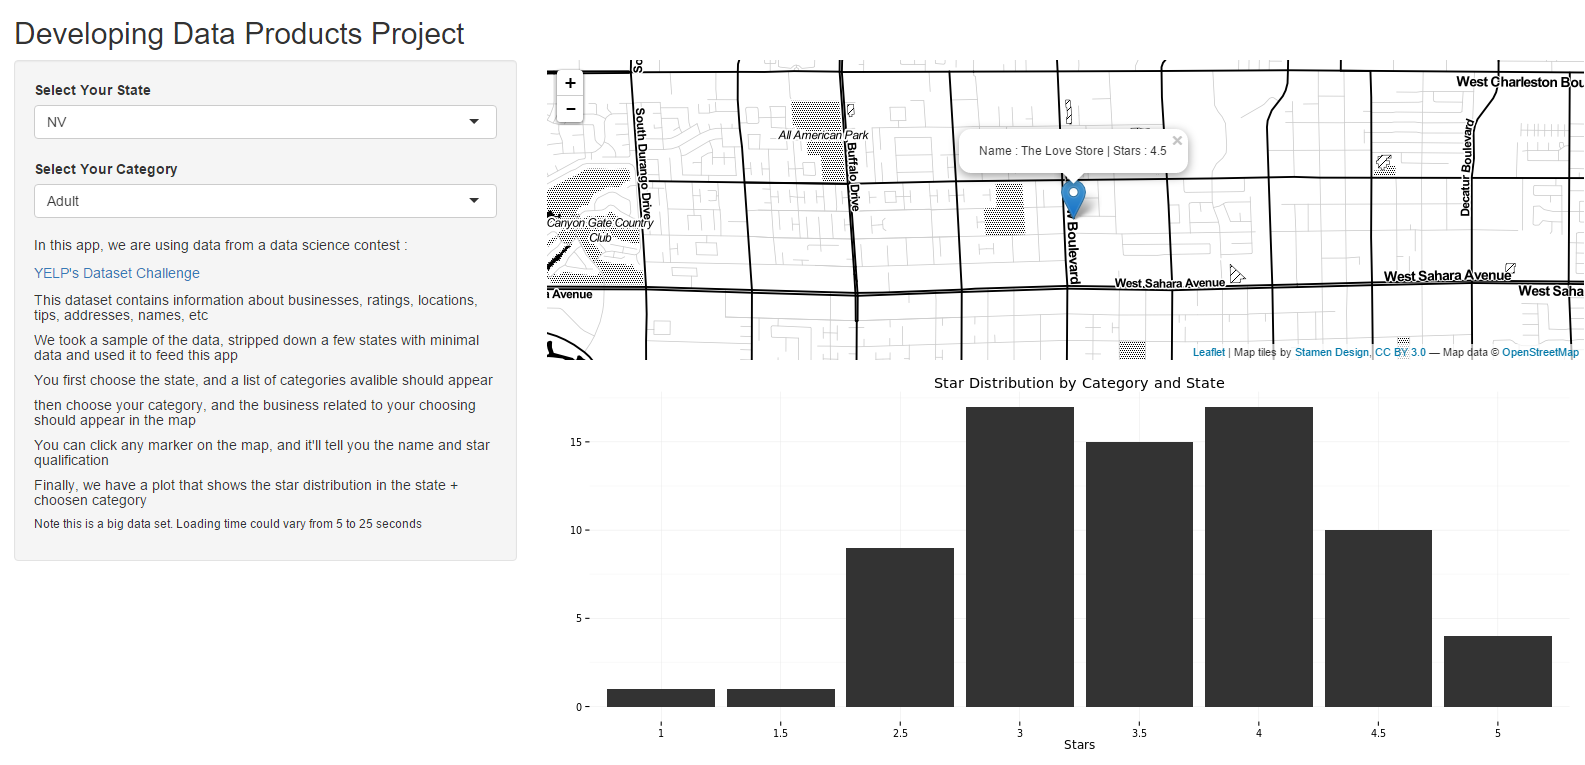 Developing Data Products Project
Select Your State
NV
Select Your Category
Adult
In this app, we are using data from a data science contest :
YELP's Dataset Challenge
This dataset contains information about businesses, ratings, locations,
tips, addresses, names, etc
We took a sample of the data, stripped down a few states with minimal
data and used it to feed this app
You first choose the state, and a list of categories avalible should appear
then choose your category, and the business related to your choosing
should appear in the map
You can click any marker on the map, and it'll tell you the name and star
qualification
Finally, we have a plot that shows the star distribution in the state +
choosen category
Note this is a big data set. Loading time could vary from 5 to 25 seconds
+
−
South Durango Drive
All American Park
Buffalo Drive
Canyon Gate Country
Club
Name : The Love Store | Stars : 4.5
×
Boulevard
West Charleston Bou
Decatur Boulevard
West Sahara Avenue
West Sahara Avenue
West Saha
Avenue
Leaflet | Map tiles by Stamen Design, CC BY 3.0 — Map data © OpenStreetMap
Star Distribution by Category and State
15
10
5
0
1 1.5 2.5 3 3.5 4 4.5 5
Stars